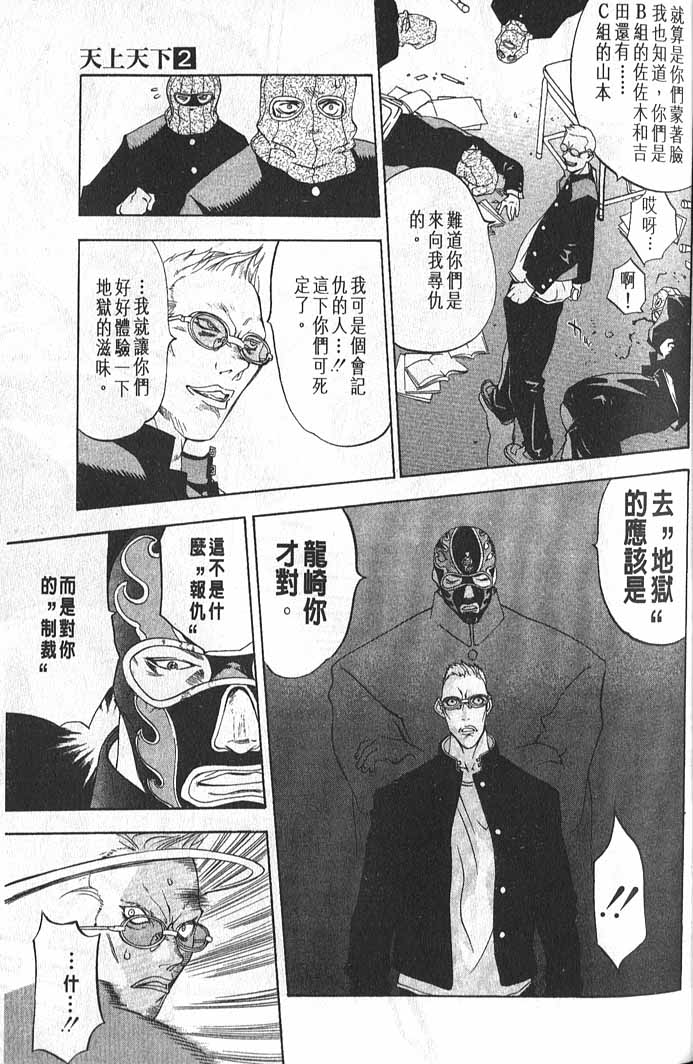 天上天下2
就算是你們蒙著臉
我也知道，你們是
B組的佐佐木和吉
田還有……
C組的山本
哎呀…
啊！
難道你們是
來向我尋仇
的。
我可是個會記
仇的人…!!
這下你們可死
定了。
…我就讓你們
好好體驗一下
地獄的滋味。
去”地獄“
的應該是
龍崎你
才對。
!!
這不是什
麼”報仇“
而是對你
的”制裁
“
…什…!!